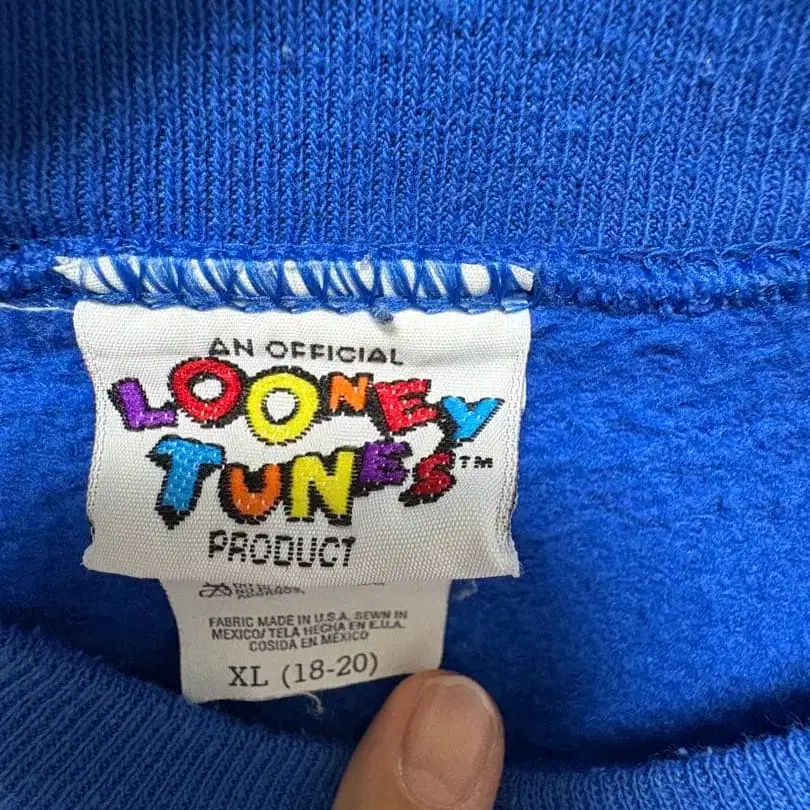 AN OFFICIAL
LOONEY
TUNES™
PRODUCT
FABRIC MADE IN U.S.A. SEWN IN
MEXICO/ TELA HECHA EN E.U.A.
COSIDA EN MÉXICO
XL (18-20)